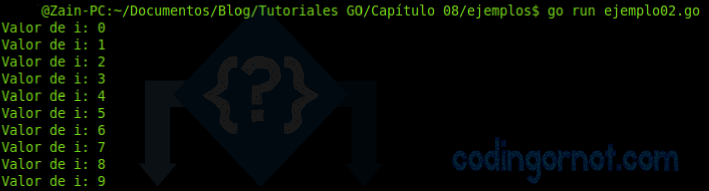 @Zain-PC:~/Documentos/Blog/Tutoriales GO/Capítulo 08/ejemplos$ go run ejemplo02.go
Valor de i: 0
Valor de i: 1
Valor de i: 2
Valor de i: 3
Valor de i: 4
Valor de i: 5
Valor de i: 6
Valor de i: 7
Valor de i: 8
Valor de i: 9
{?}
codingornot.com